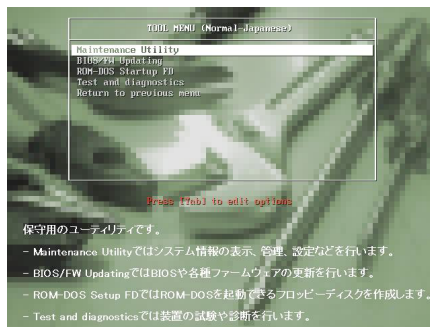 TOOL MENU (Normal-Japanese)
Maintenance Utility
BIOS/FW Updating
ROM-DOS Startup FD
Test and diagnostics
Return to previous menu
Press [Tab] to edit options
保守用のユーティリティです。
- Maintenance Utilityではシステム情報の表示、管理、設定などを行います。
- BIOS/FW UpdatingではBIOSや各種ファームウェアの更新を行います。
- ROM-DOS Setup FDではROM-DOSを起動できるフロッピーディスクを作成します。
- Test and diagnosticsでは装置の試験や診断を行います。